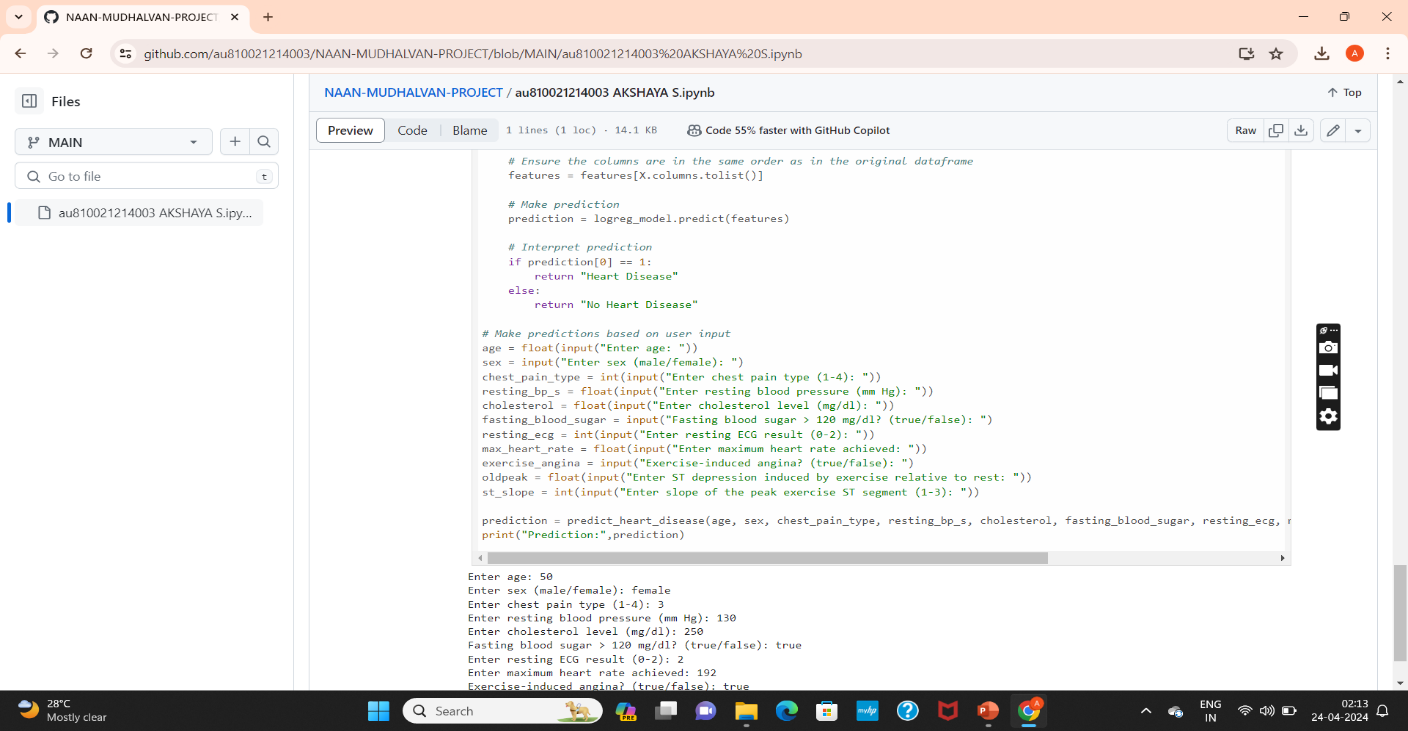 NAAN-MUDHALVAN-PROJECT
github.com/au810021214003/NAAN-MUDHALVAN-PROJECT/blob/MAIN/au810021214003%20AKSHAYA%20S.ipynb
A
Files
NAAN-MUDHALVAN-PROJECT / au810021214003 AKSHAYA S.ipynb
Top
MAIN
Preview
Code
Blame
1 lines (1 loc) · 14.1 KB
Code 55% faster with GitHub Copilot
Raw
Go to file
t
au810021214003 AKSHAYA S.ipy...
# Ensure the columns are in the same order as in the original dataframe
features = features[X.columns.tolist()]
# Make prediction
prediction = logreg_model.predict(features)
# Interpret prediction
if prediction[0] == 1:
return "Heart Disease"
else:
return "No Heart Disease"
# Make predictions based on user input
age = float(input("Enter age: "))
sex = input("Enter sex (male/female): ")
chest_pain_type = int(input("Enter chest pain type (1-4): "))
resting_bp_s = float(input("Enter resting blood pressure (mm Hg): "))
cholesterol = float(input("Enter cholesterol level (mg/dl): "))
fasting_blood_sugar = input("Fasting blood sugar > 120 mg/dl? (true/false): ")
resting_ecg = int(input("Enter resting ECG result (0-2): "))
max_heart_rate = float(input("Enter maximum heart rate achieved: "))
exercise_angina = input("Exercise-induced angina? (true/false): ")
oldpeak = float(input("Enter ST depression induced by exercise relative to rest: "))
st_slope = int(input("Enter slope of the peak exercise ST segment (1-3): "))
prediction = predict_heart_disease(age, sex, chest_pain_type, resting_bp_s, cholesterol, fasting_blood_sugar, resting_ecg,
print("Prediction:",prediction)
Enter age: 50
Enter sex (male/female): female
Enter chest pain type (1-4): 3
Enter resting blood pressure (mm Hg): 130
Enter cholesterol level (mg/dl): 250
Fasting blood sugar > 120 mg/dl? (true/false): true
Enter resting ECG result (0-2): 2
Enter maximum heart rate achieved: 192
Exercise-induced angina? (true/false): true
28°C
Mostly clear
Search
PRE
myhp
A
ENG
IN
02:13
24-04-2024